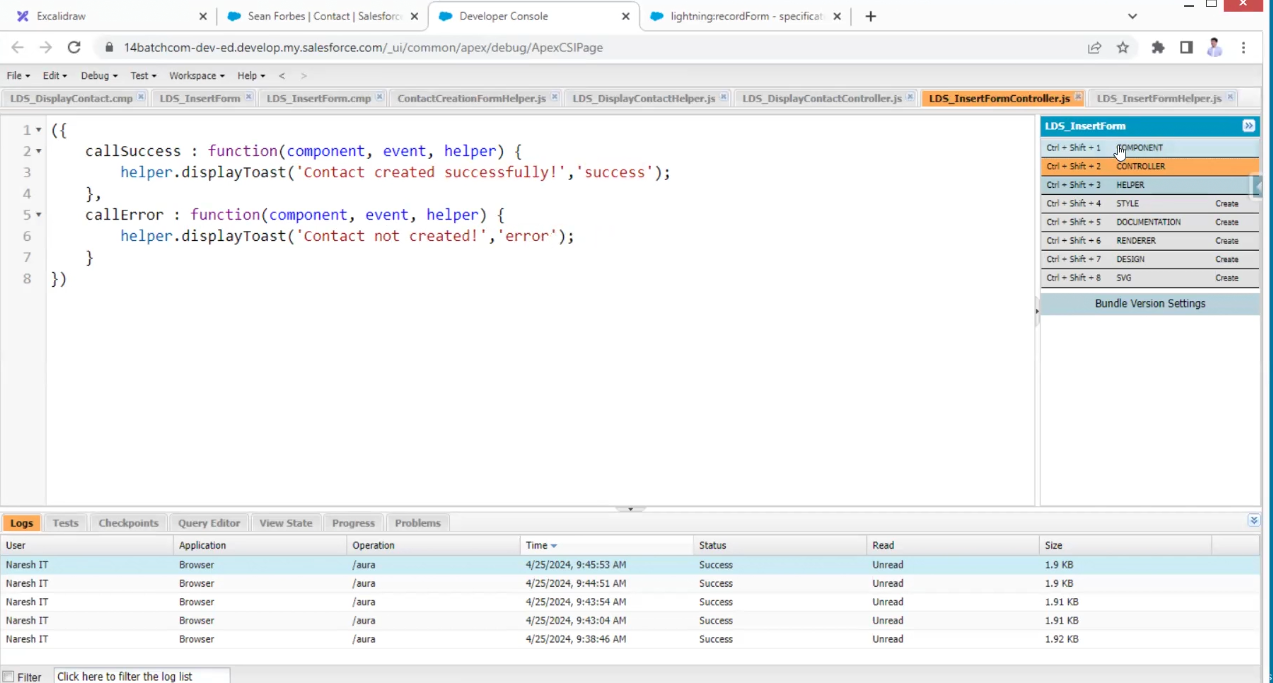 Excalidraw
Sean Forbes | Contact | Salesforc
Developer Console
lightning:recordForm - specificat
14batchcom-dev-ed.develop.my.salesforce.com/_ui/common/apex/debug/ApexCSIPage
File Edit Debug Test Workspace Help < >
LDS_DisplayContact.cmp LDS_InsertForm LDS_InsertForm.cmp ContactCreationFormHelper.js LDS_DisplayContactHelper.js LDS_DisplayContactController.js LDS_InsertFormController.js LDS_InsertFormHelper.js
1 ({
2 callSuccess : function(component, event, helper) {
3 helper.displayToast('Contact created successfully!','success');
4 },
5 callError : function(component, event, helper) {
6 helper.displayToast('Contact not created!','error');
7 }
8 })
LDS_InsertForm
Ctrl + Shift + 1 COMPONENT
Ctrl + Shift + 2 CONTROLLER
Ctrl + Shift + 3 HELPER
Ctrl + Shift + 4 STYLE Create
Ctrl + Shift + 5 DOCUMENTATION Create
Ctrl + Shift + 6 RENDERER Create
Ctrl + Shift + 7 DESIGN Create
Ctrl + Shift + 8 SVG Create
Bundle Version Settings
Logs Tests Checkpoints Query Editor View State Progress Problems
User Application Operation Time Status Read Size
Naresh IT Browser /aura 4/25/2024, 9:45:53 AM Success Unread 1.9 KB
Naresh IT Browser /aura 4/25/2024, 9:44:51 AM Success Unread 1.9 KB
Naresh IT Browser /aura 4/25/2024, 9:43:54 AM Success Unread 1.91 KB
Naresh IT Browser /aura 4/25/2024, 9:43:04 AM Success Unread 1.91 KB
Naresh IT Browser /aura 4/25/2024, 9:38:46 AM Success Unread 1.92 KB
Filter Click here to filter the log list